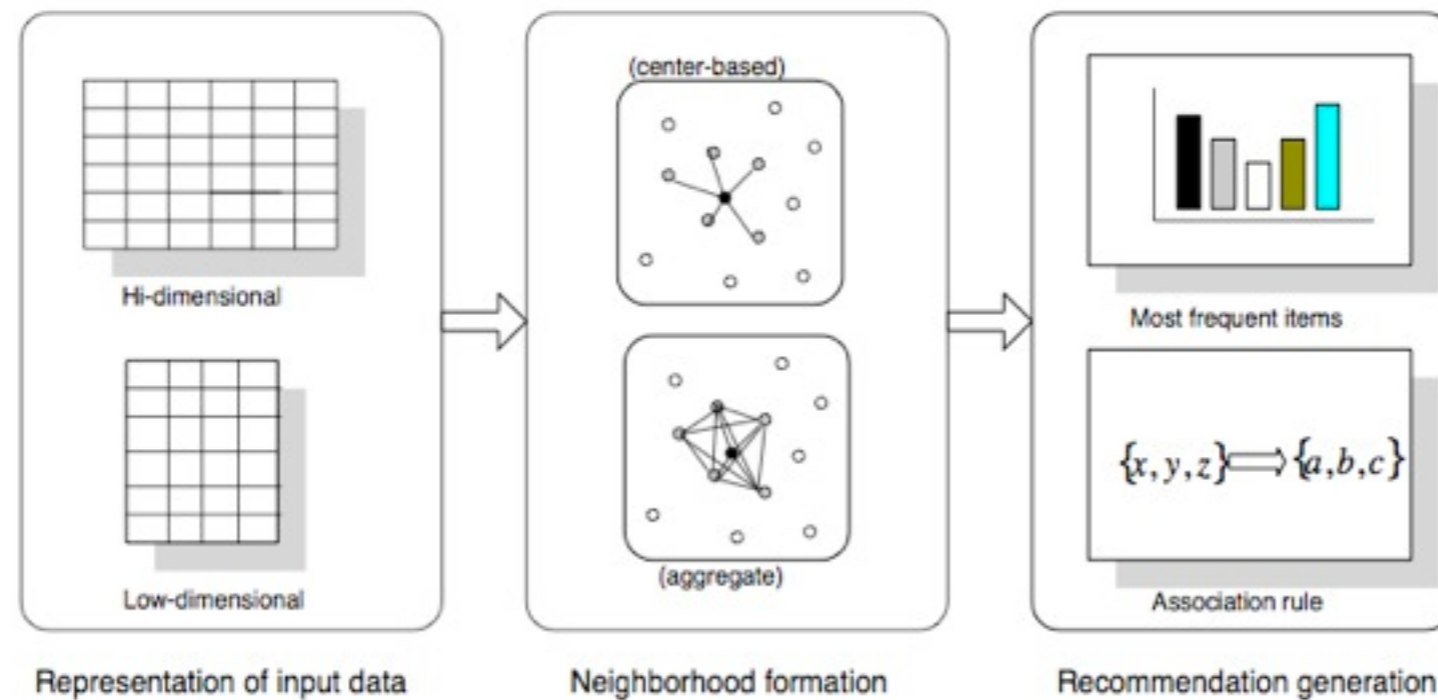 Hi-dimensional
Low-dimensional
Representation of input data
(center-based)
(aggregate)
Neighborhood formation
Most frequent items
{x, y, z} ⟹ {a, b, c}
Association rule
Recommendation generation